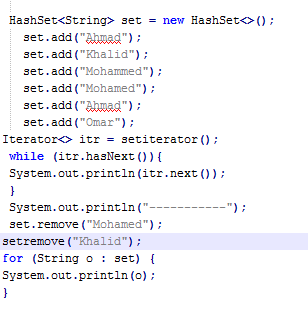 HashSet<String> set = new HashSet<>();
set.add("Ahmad");
set.add("Khalid");
set.add("Mohammed");
set.add("Mohamed");
set.add("Ahmad");
set.add("Omar");
Iterator<> itr = setiterator();
while (itr.hasNext()){
System.out.println(itr.next());
}
System.out.println("------------");
set.remove("Mohamed");
setremove("Khalid");
for (String o : set) {
System.out.println(o);
}